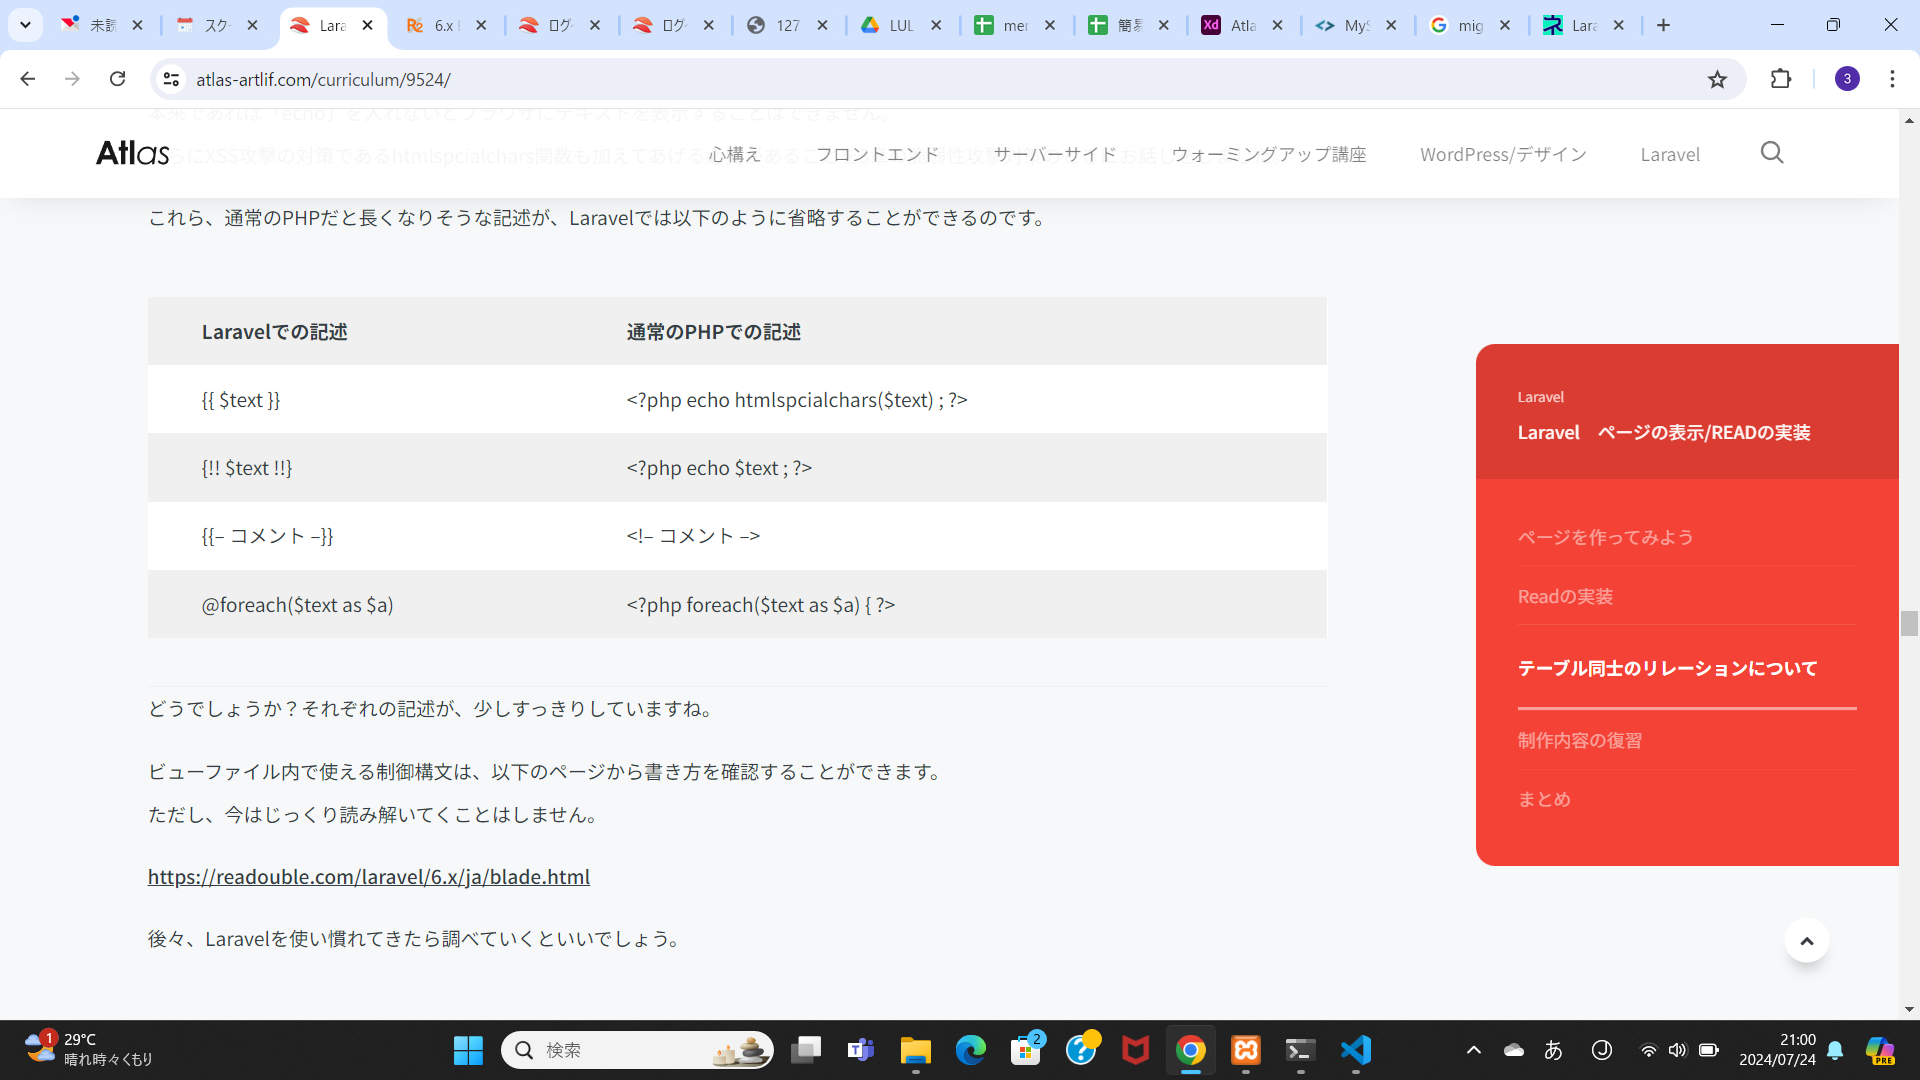 未読
スケ
Lara
6.x
ログ
ログ
127
LUL
mer
簡易
Atla
MyS
mig
Lara
atlas-artlif.com/curriculum/9524/
3
Atlas
心構え
フロントエンド
サーバーサイド
ウォーミングアップ講座
WordPress/デザイン
Laravel
これら、通常のPHPだと長くなりそうな記述が、Laravelでは以下のように省略することができるのです。
Laravelでの記述 通常のPHPでの記述
{{ $text }} <?php echo htmlspcialchars($text) ; ?>
{!! $text !!} <?php echo $text ; ?>
{{– コメント –}} <!– コメント –>
@foreach($text as $a) <?php foreach($text as $a) { ?>
どうでしょうか？それぞれの記述が、少しすっきりしていますね。
ビューファイル内で使える制御構文は、以下のページから書き方を確認することができます。
ただし、今はじっくり読み解いてくことはしません。
https://readouble.com/laravel/6.x/ja/blade.html
後々、Laravelを使い慣れてきたら調べていくといいでしょう。
Laravel
Laravel　ページの表示/READの実装
ページを作ってみよう
Readの実装
テーブル同士のリレーションについて
制作内容の復習
まとめ
1
29°C
晴れ時々くもり
検索
2
あ
21:00
2024/07/24
PRE